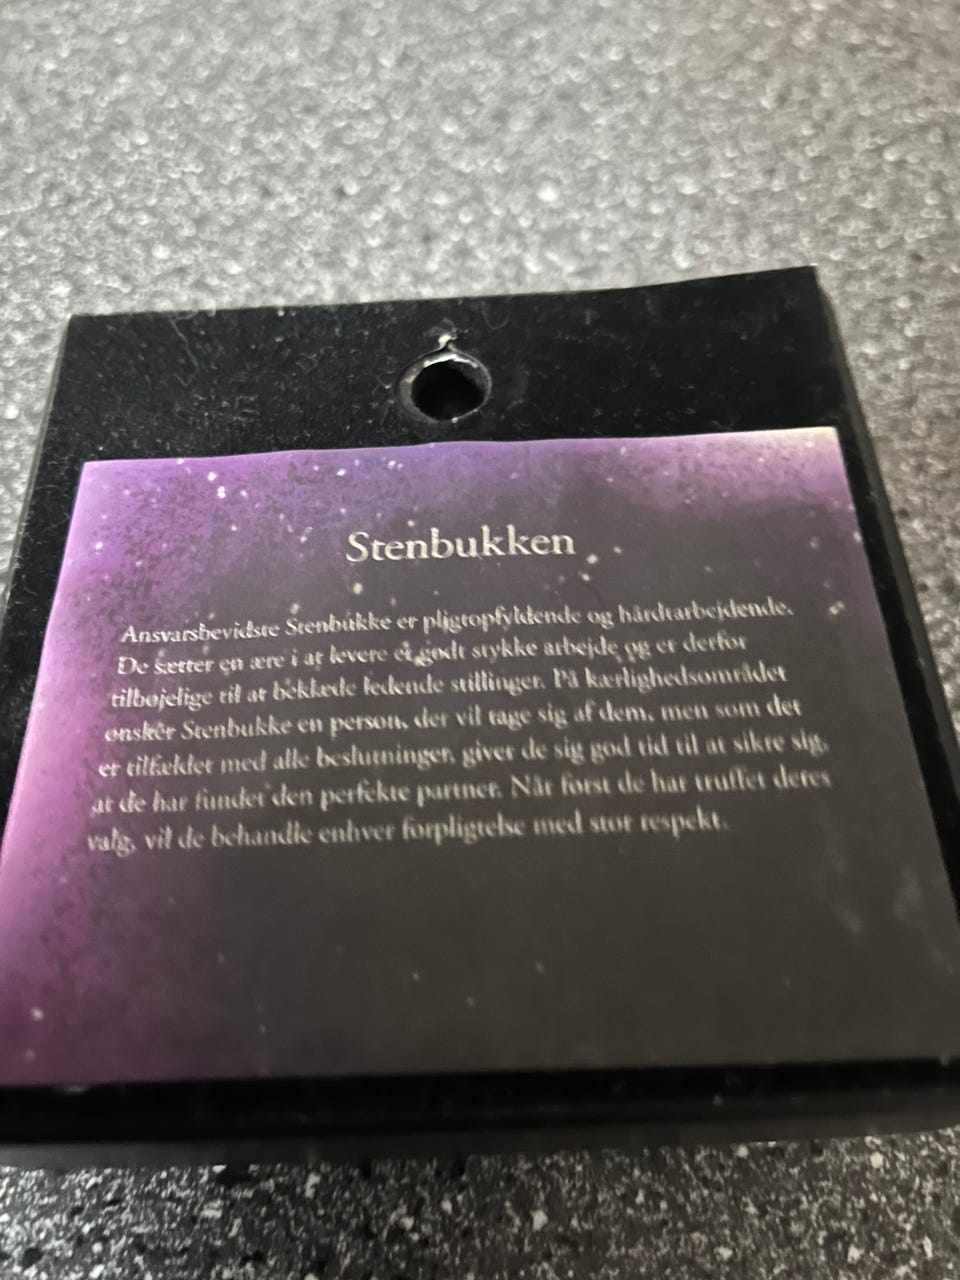 Stenbukken
Ansvarsbevidste Stenbukke er pligtopfyldende og hårdtarbejdende.
De sætter en ære i at levere et godt stykke arbejde og er derfor
tilbøjelige til at beklæde ledende stillinger. På kærlighedsområdet
ønsker Stenbukke en person, der vil tage sig af dem, men som det
er tilfældet med alle beslutninger, giver de sig god tid til at sikre sig,
at de har fundet den perfekte partner. Når først de har truffet deres
valg, vil de behandle enhver forpligtelse med stor respekt.